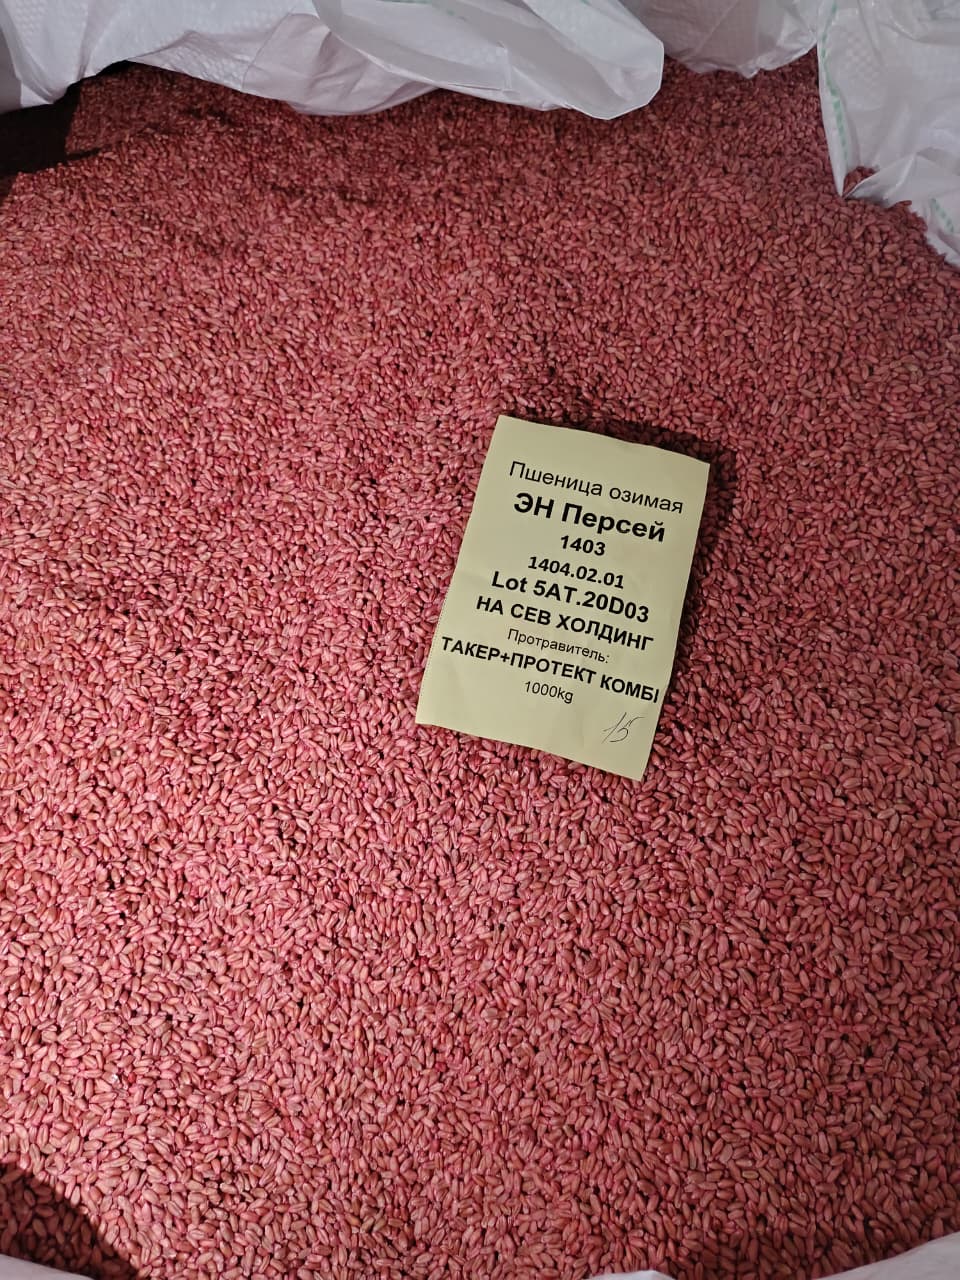 Пшеница озимая
ЭН Персей
1403
1404.02.01
Lot 5AT.20D03
НА СЕВ ХОЛДИНГ
Протравитель:
ТАКЕР+ПРОТЕКТ КОМБІ
1000kg
15